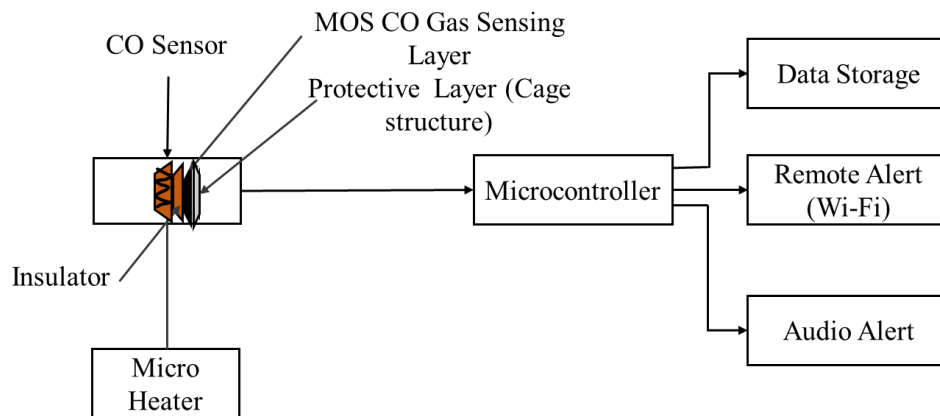 CO Sensor
MOS CO Gas Sensing
Layer
Protective Layer (Cage
structure)
Insulator
Micro
Heater
Microcontroller
Data Storage
Remote Alert
(Wi-Fi)
Audio Alert